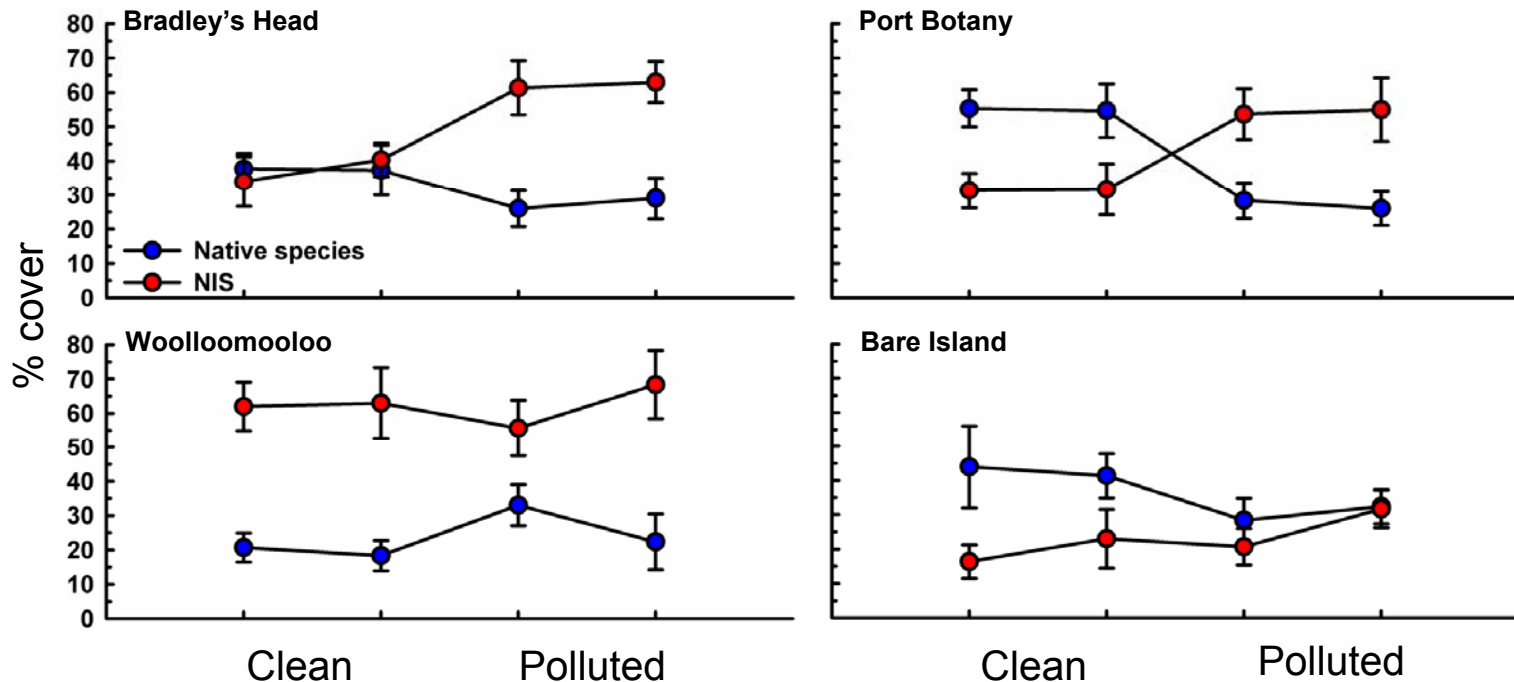 % cover
Bradley's Head
80
70
60
50
40
30
20
10
0
Native species
NIS
Port Botany
Woolloomooloo
80
70
60
50
40
30
20
10
0
Clean
Polluted
Bare Island
Clean
Polluted